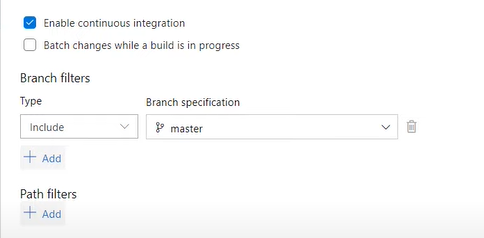 Enable continuous integration
Batch changes while a build is in progress
Branch filters
Type Branch specification
Include master
+ Add
Path filters
+ Add